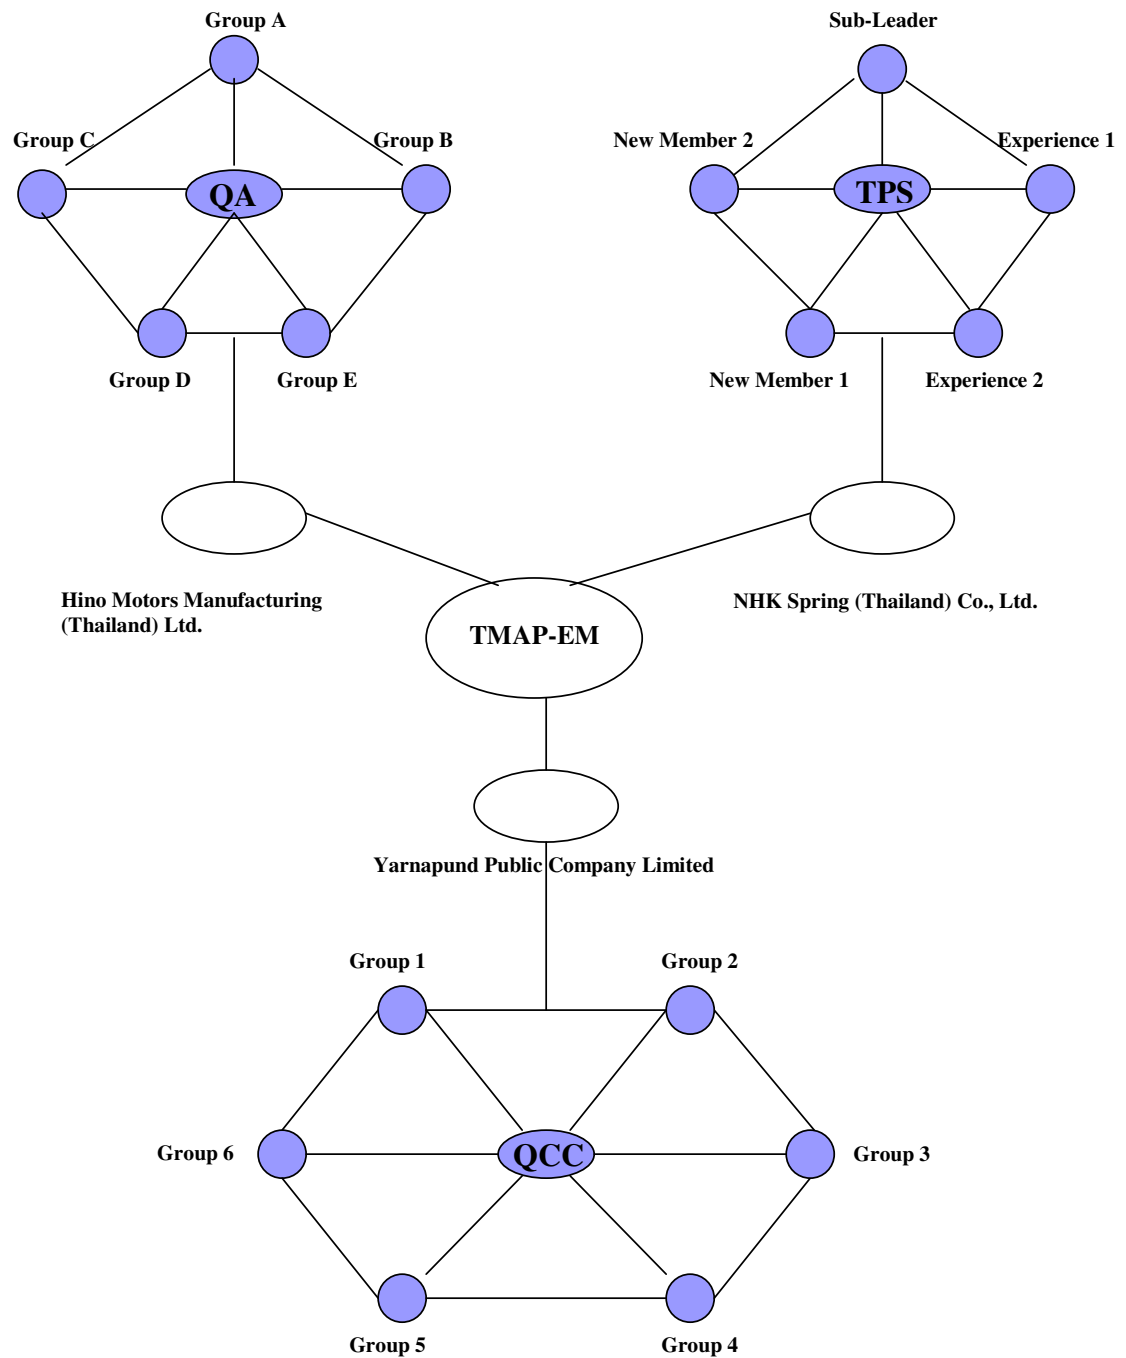 Group A
Sub-Leader
Group C
Group B
New Member 2
Experience 1
QA
TPS
Group D
Group E
New Member 1
Experience 2
Hino Motors Manufacturing
(Thailand) Ltd.
NHK Spring (Thailand) Co., Ltd.
TMAP-EM
Yarnapund Public Company Limited
Group 1
Group 2
Group 6
QCC
Group 3
Group 5
Group 4